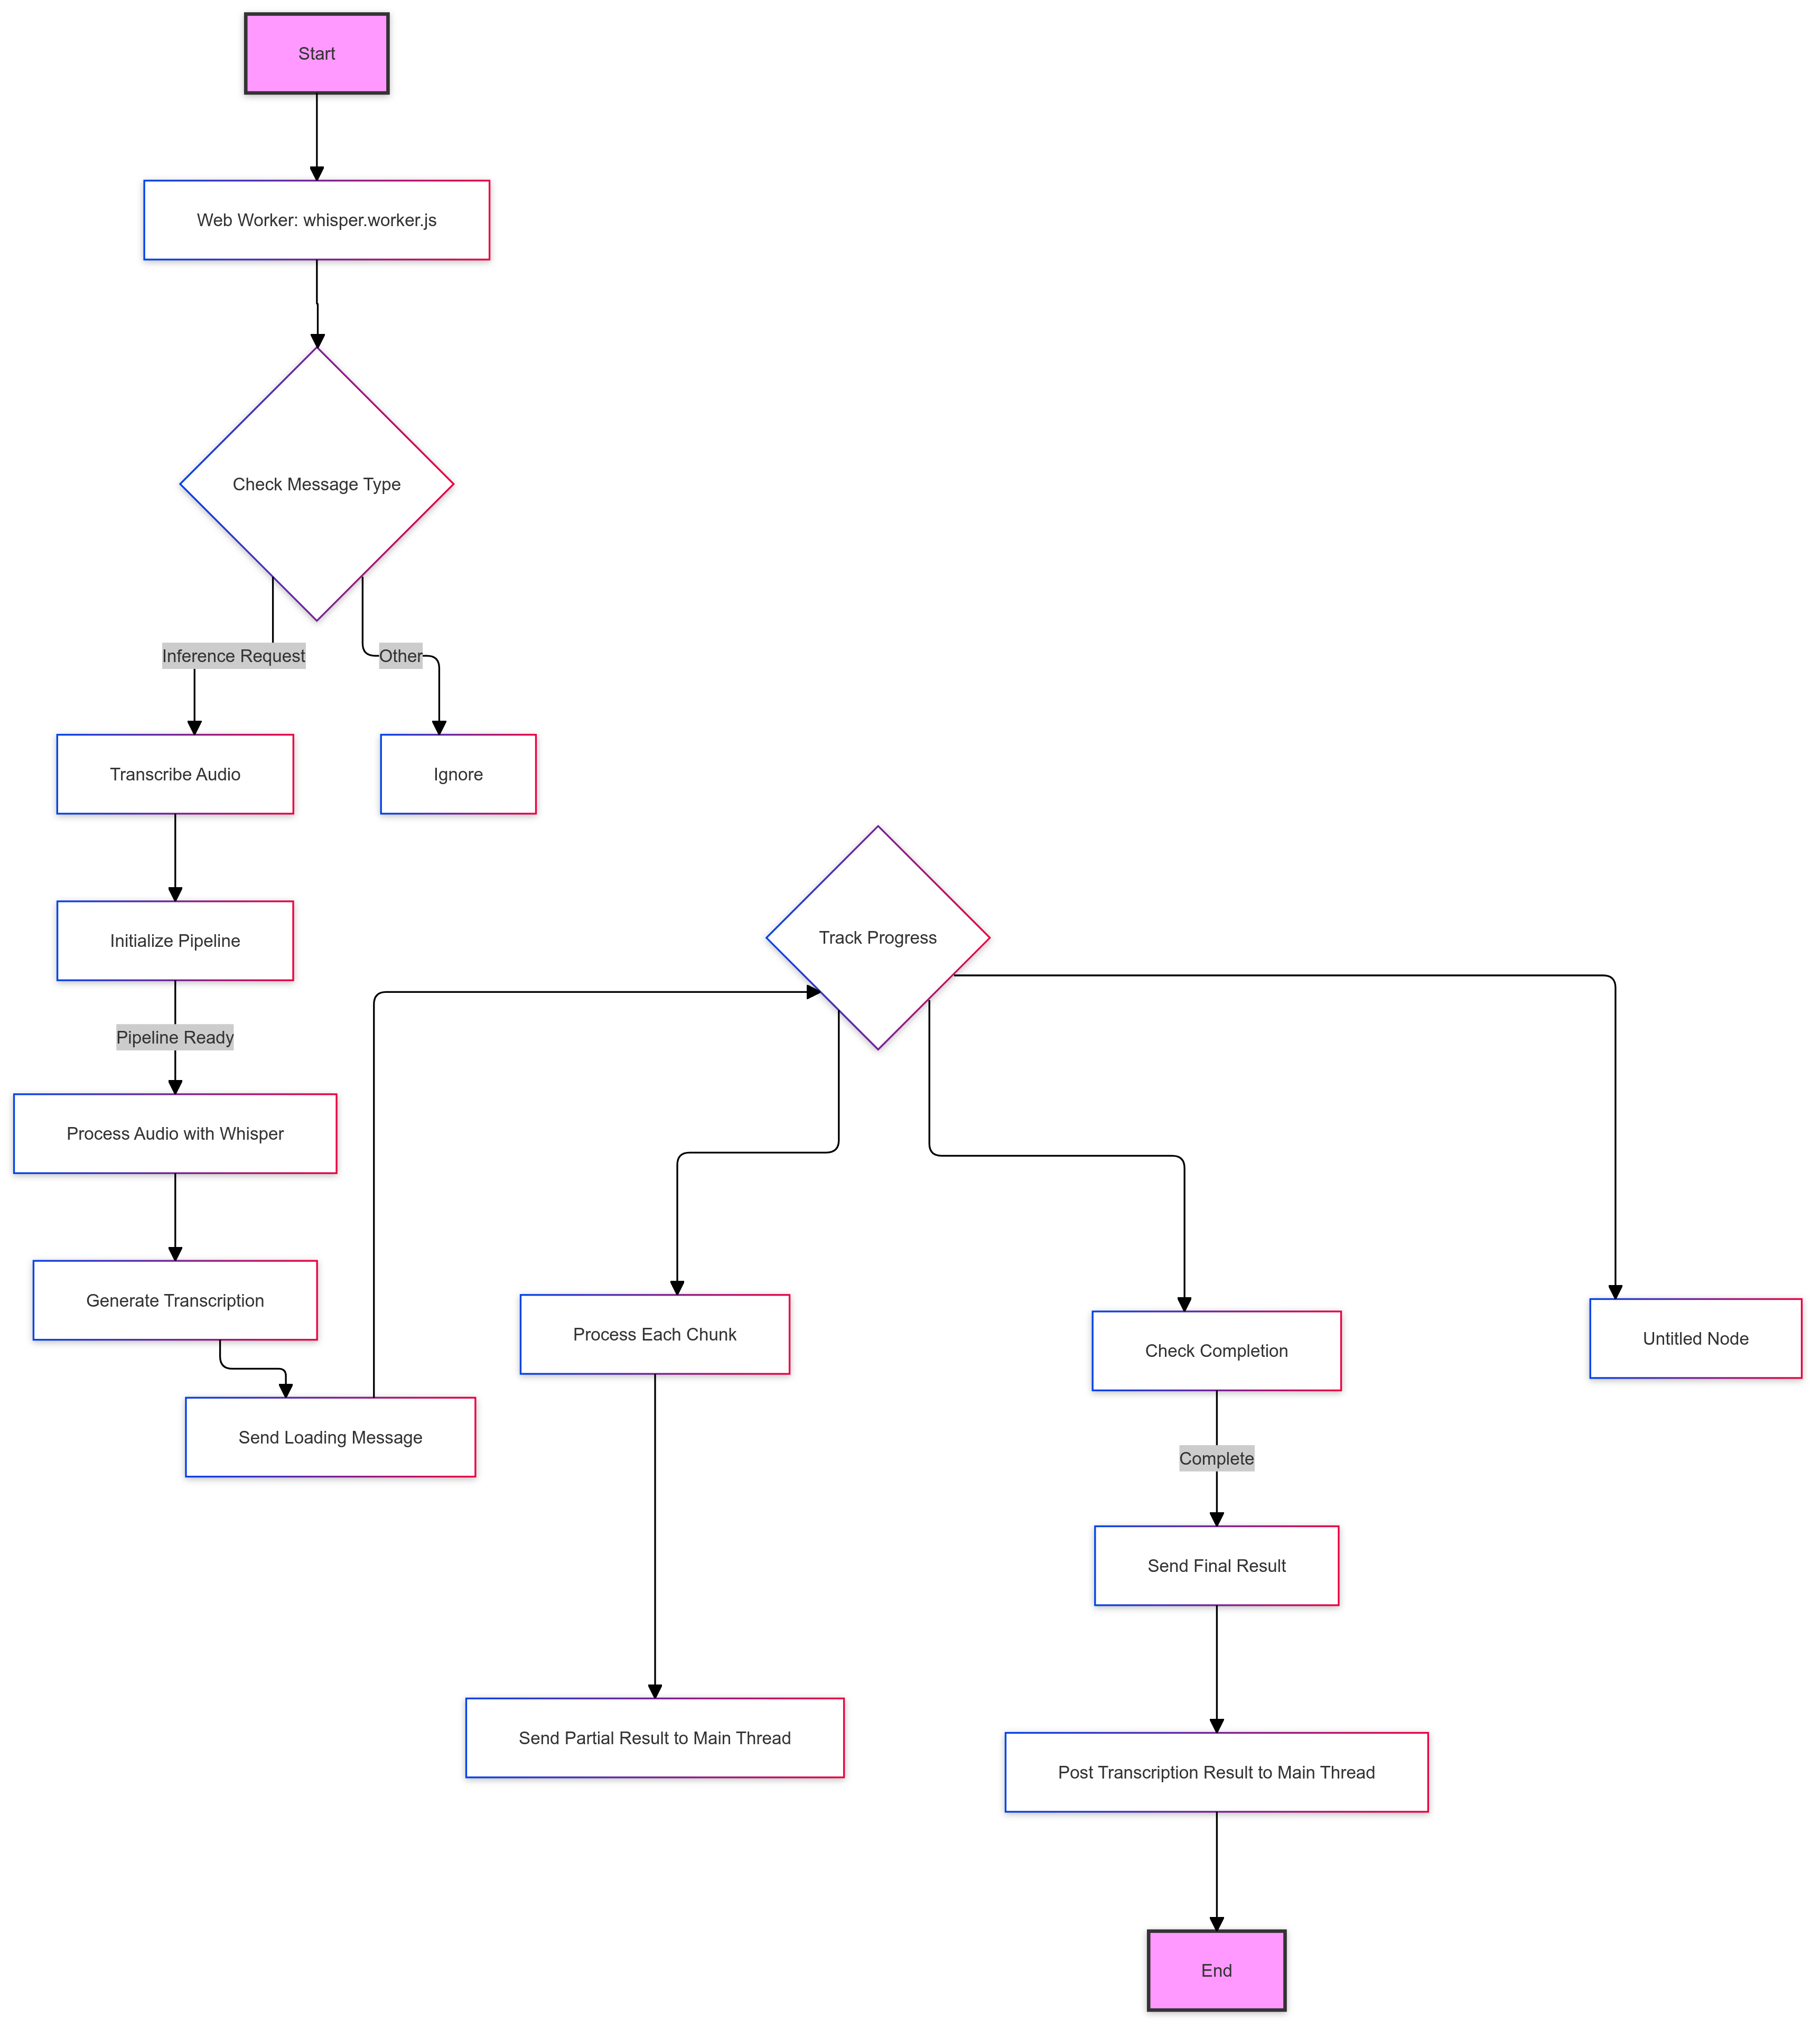 Start
Web Worker: whisper.worker.js
Check Message Type
Inference Request
Other
Transcribe Audio
Ignore
Initialize Pipeline
Track Progress
Pipeline Ready
Process Audio with Whisper
Generate Transcription
Send Loading Message
Process Each Chunk
Check Completion
Untitled Node
Complete
Send Final Result
Send Partial Result to Main Thread
Post Transcription Result to Main Thread
End